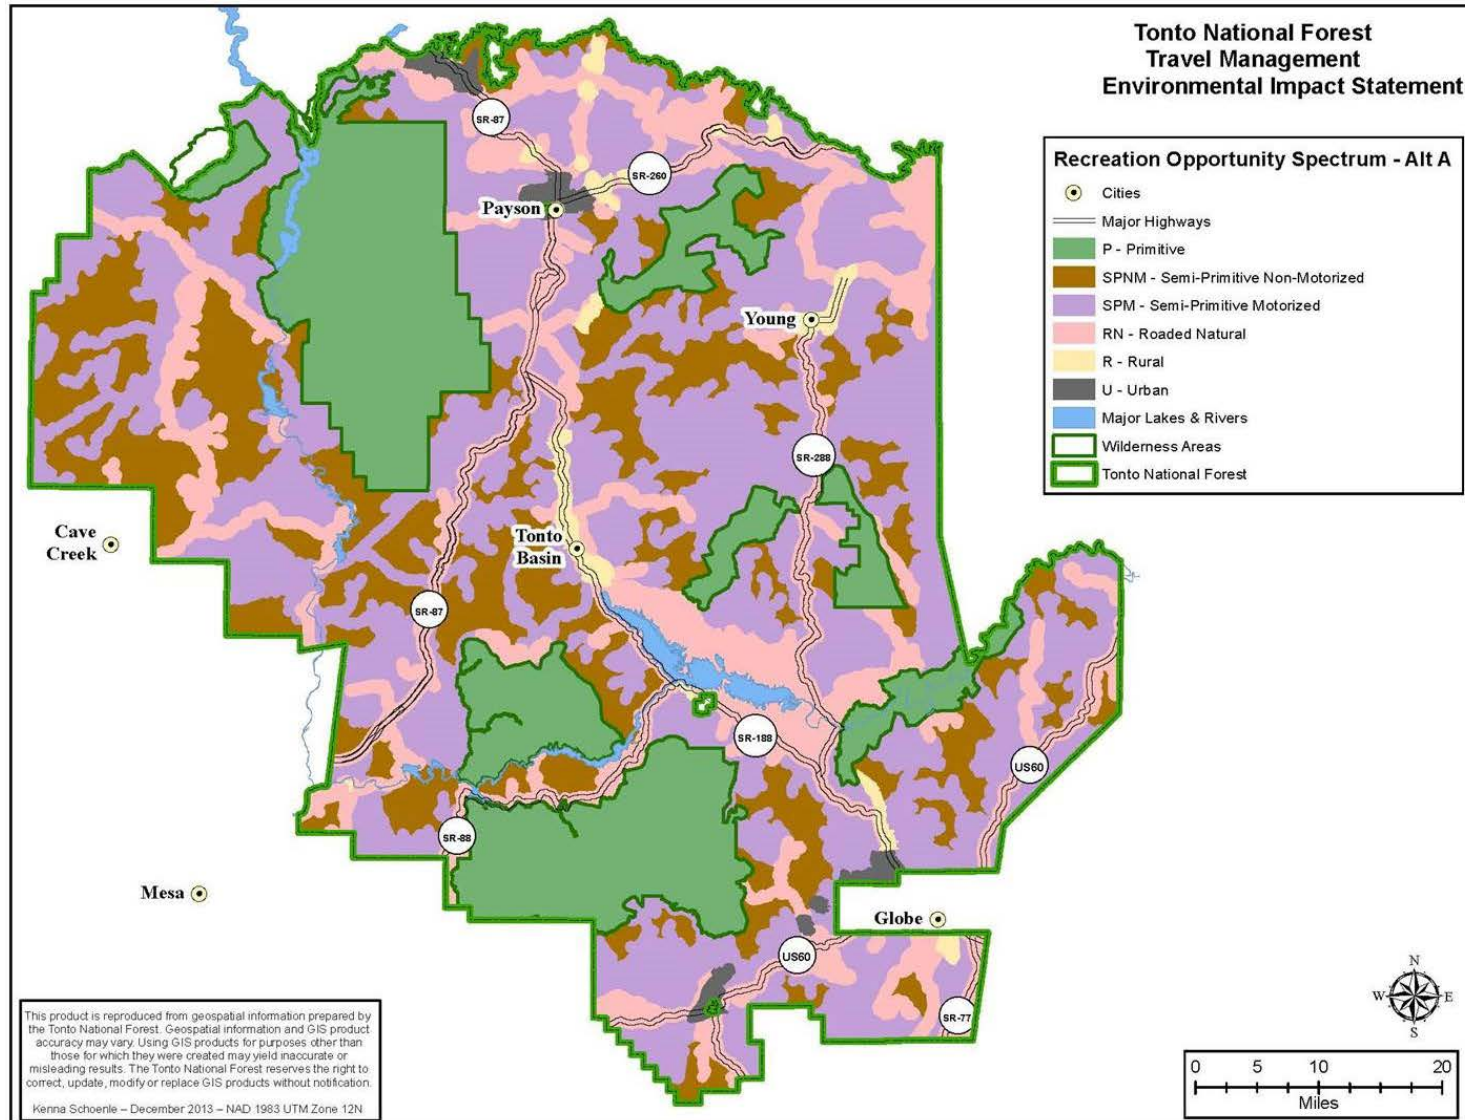 Tonto National Forest
Travel Management
Environmental Impact Statement
Recreation Opportunity Spectrum - Alt A
Cities
Major Highways
P - Primitive
SPNM - Semi-Primitive Non-Motorized
SPM - Semi-Primitive Motorized
RN - Roaded Natural
R - Rural
U - Urban
Major Lakes & Rivers
Wilderness Areas
Tonto National Forest
SR-87
SR-260
Payson
Young
SR-288
Cave
Creek
Tonto
Basin
SR-87
SR-188
US60
SR-88
Mesa
Globe
US60
SR-77
This product is reproduced from geospatial information prepared by
the Tonto National Forest. Geospatial information and GIS product
accuracy may vary. Using GIS products for purposes other than
those for which they were created may yield inaccurate or
misleading results. The Tonto National Forest reserves the right to
correct, update, modify or replace GIS products without notification.
Kenna Schoenle – December 2013 – NAD 1983 UTM Zone 12N
N
W E
S
0 5 10 20
Miles